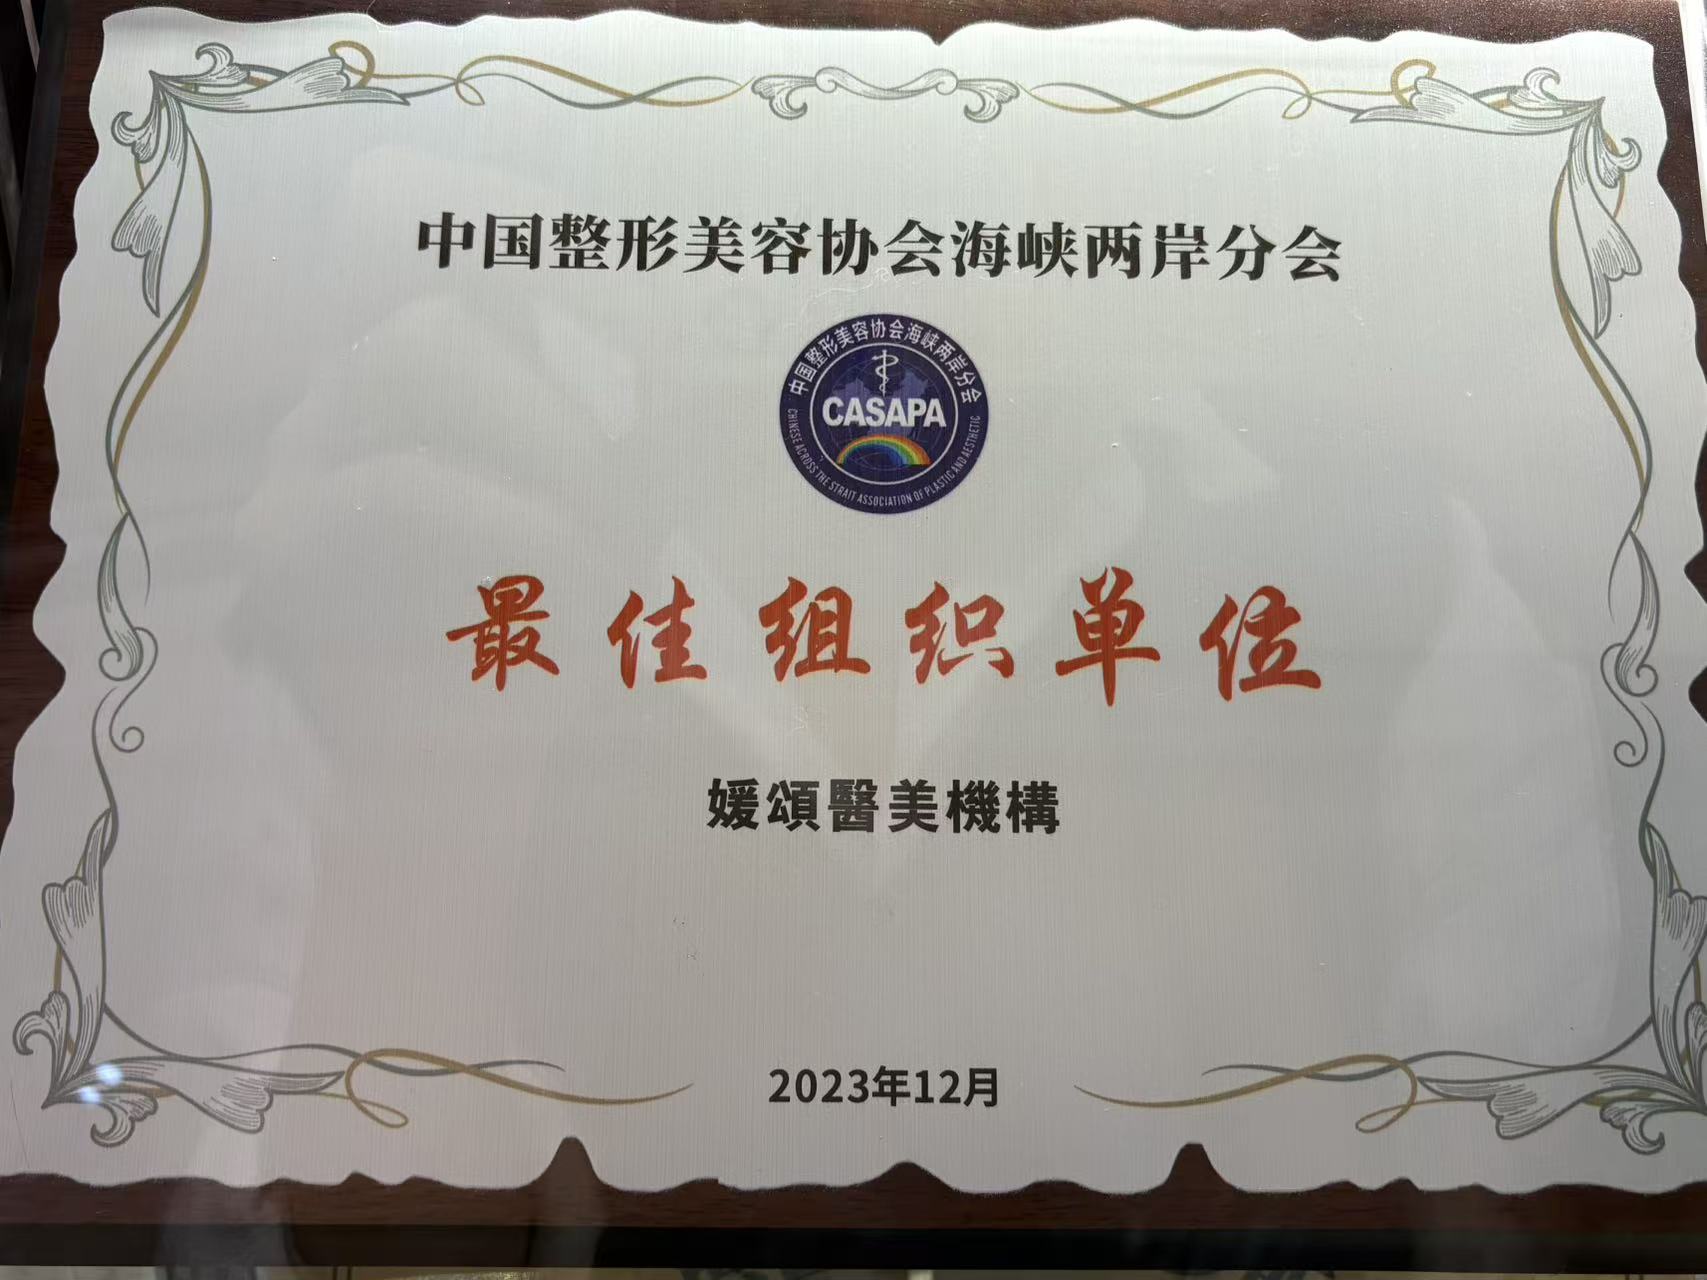 中国整形美容协会海峡两岸分会
中国整形美容协会海峡两岸分会
CASAPA
CHINESE ACROSS THE STRAIT ASSOCIATION OF PLASTIC AND AESTHETIC
最佳组织单位
媛頌醫美機構
2023年12月